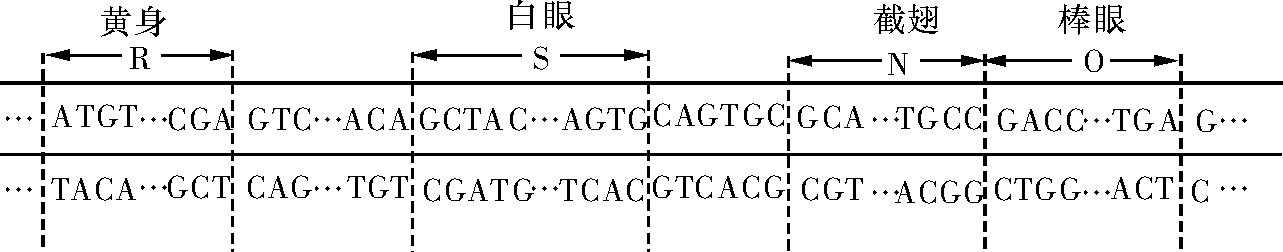 黄身 白眼 截翅 棒眼
R S N O
… ATGT…CGA GTC…ACA GCTAC…AGTG CAGTGC GCA…TGCC GACC…TGA G…
… TACA…GCT CAG…TGT CGATG…TCAC GTCACG CGT…ACGG CTGG…ACT C…